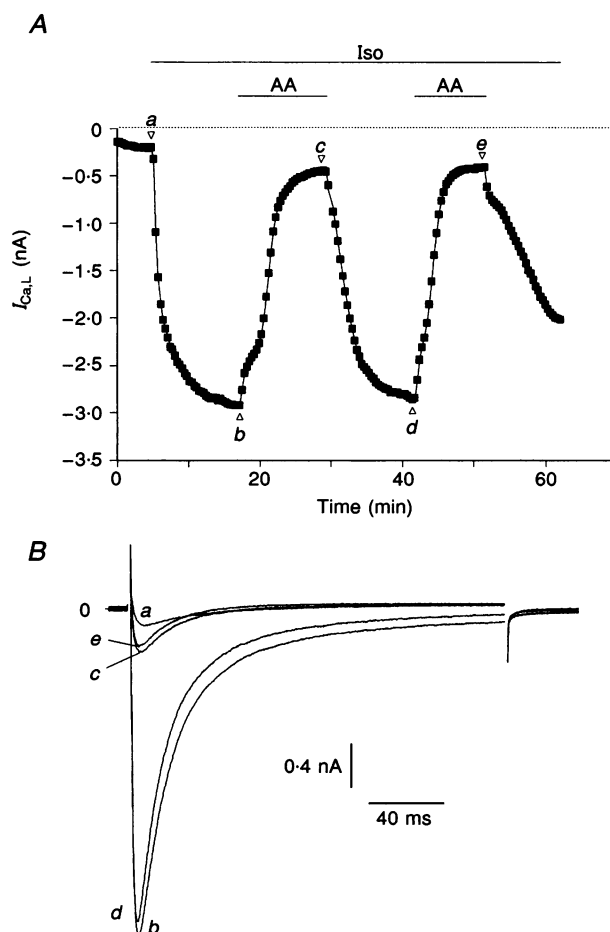 A
Iso
AA AA
a c e
0
−0·5
−1·0
−1·5
−2·0
−2·5
−3·0
−3·5
I Ca,L (nA)
b d
0 20 40 60
Time (min)
B
0 a
e
c
0·4 nA
40 ms
d b